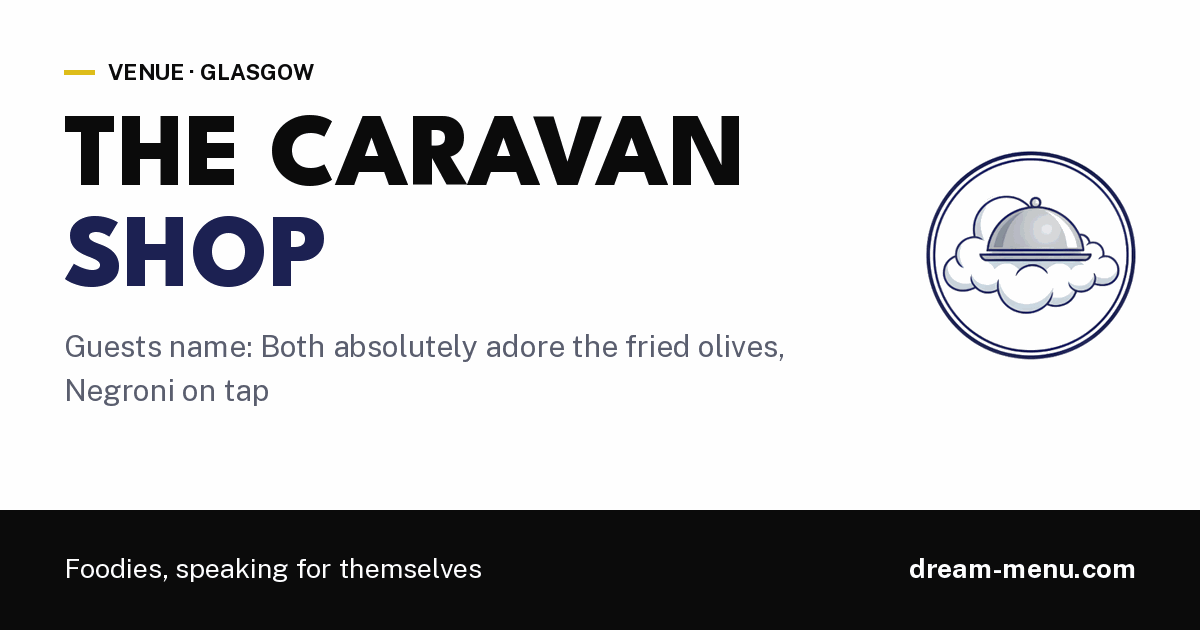 VENUE · GLASGOW
THE CARAVAN
SHOP
Guests name: Both absolutely adore the fried olives,
Negroni on tap
Foodies, speaking for themselves
dream-menu.com